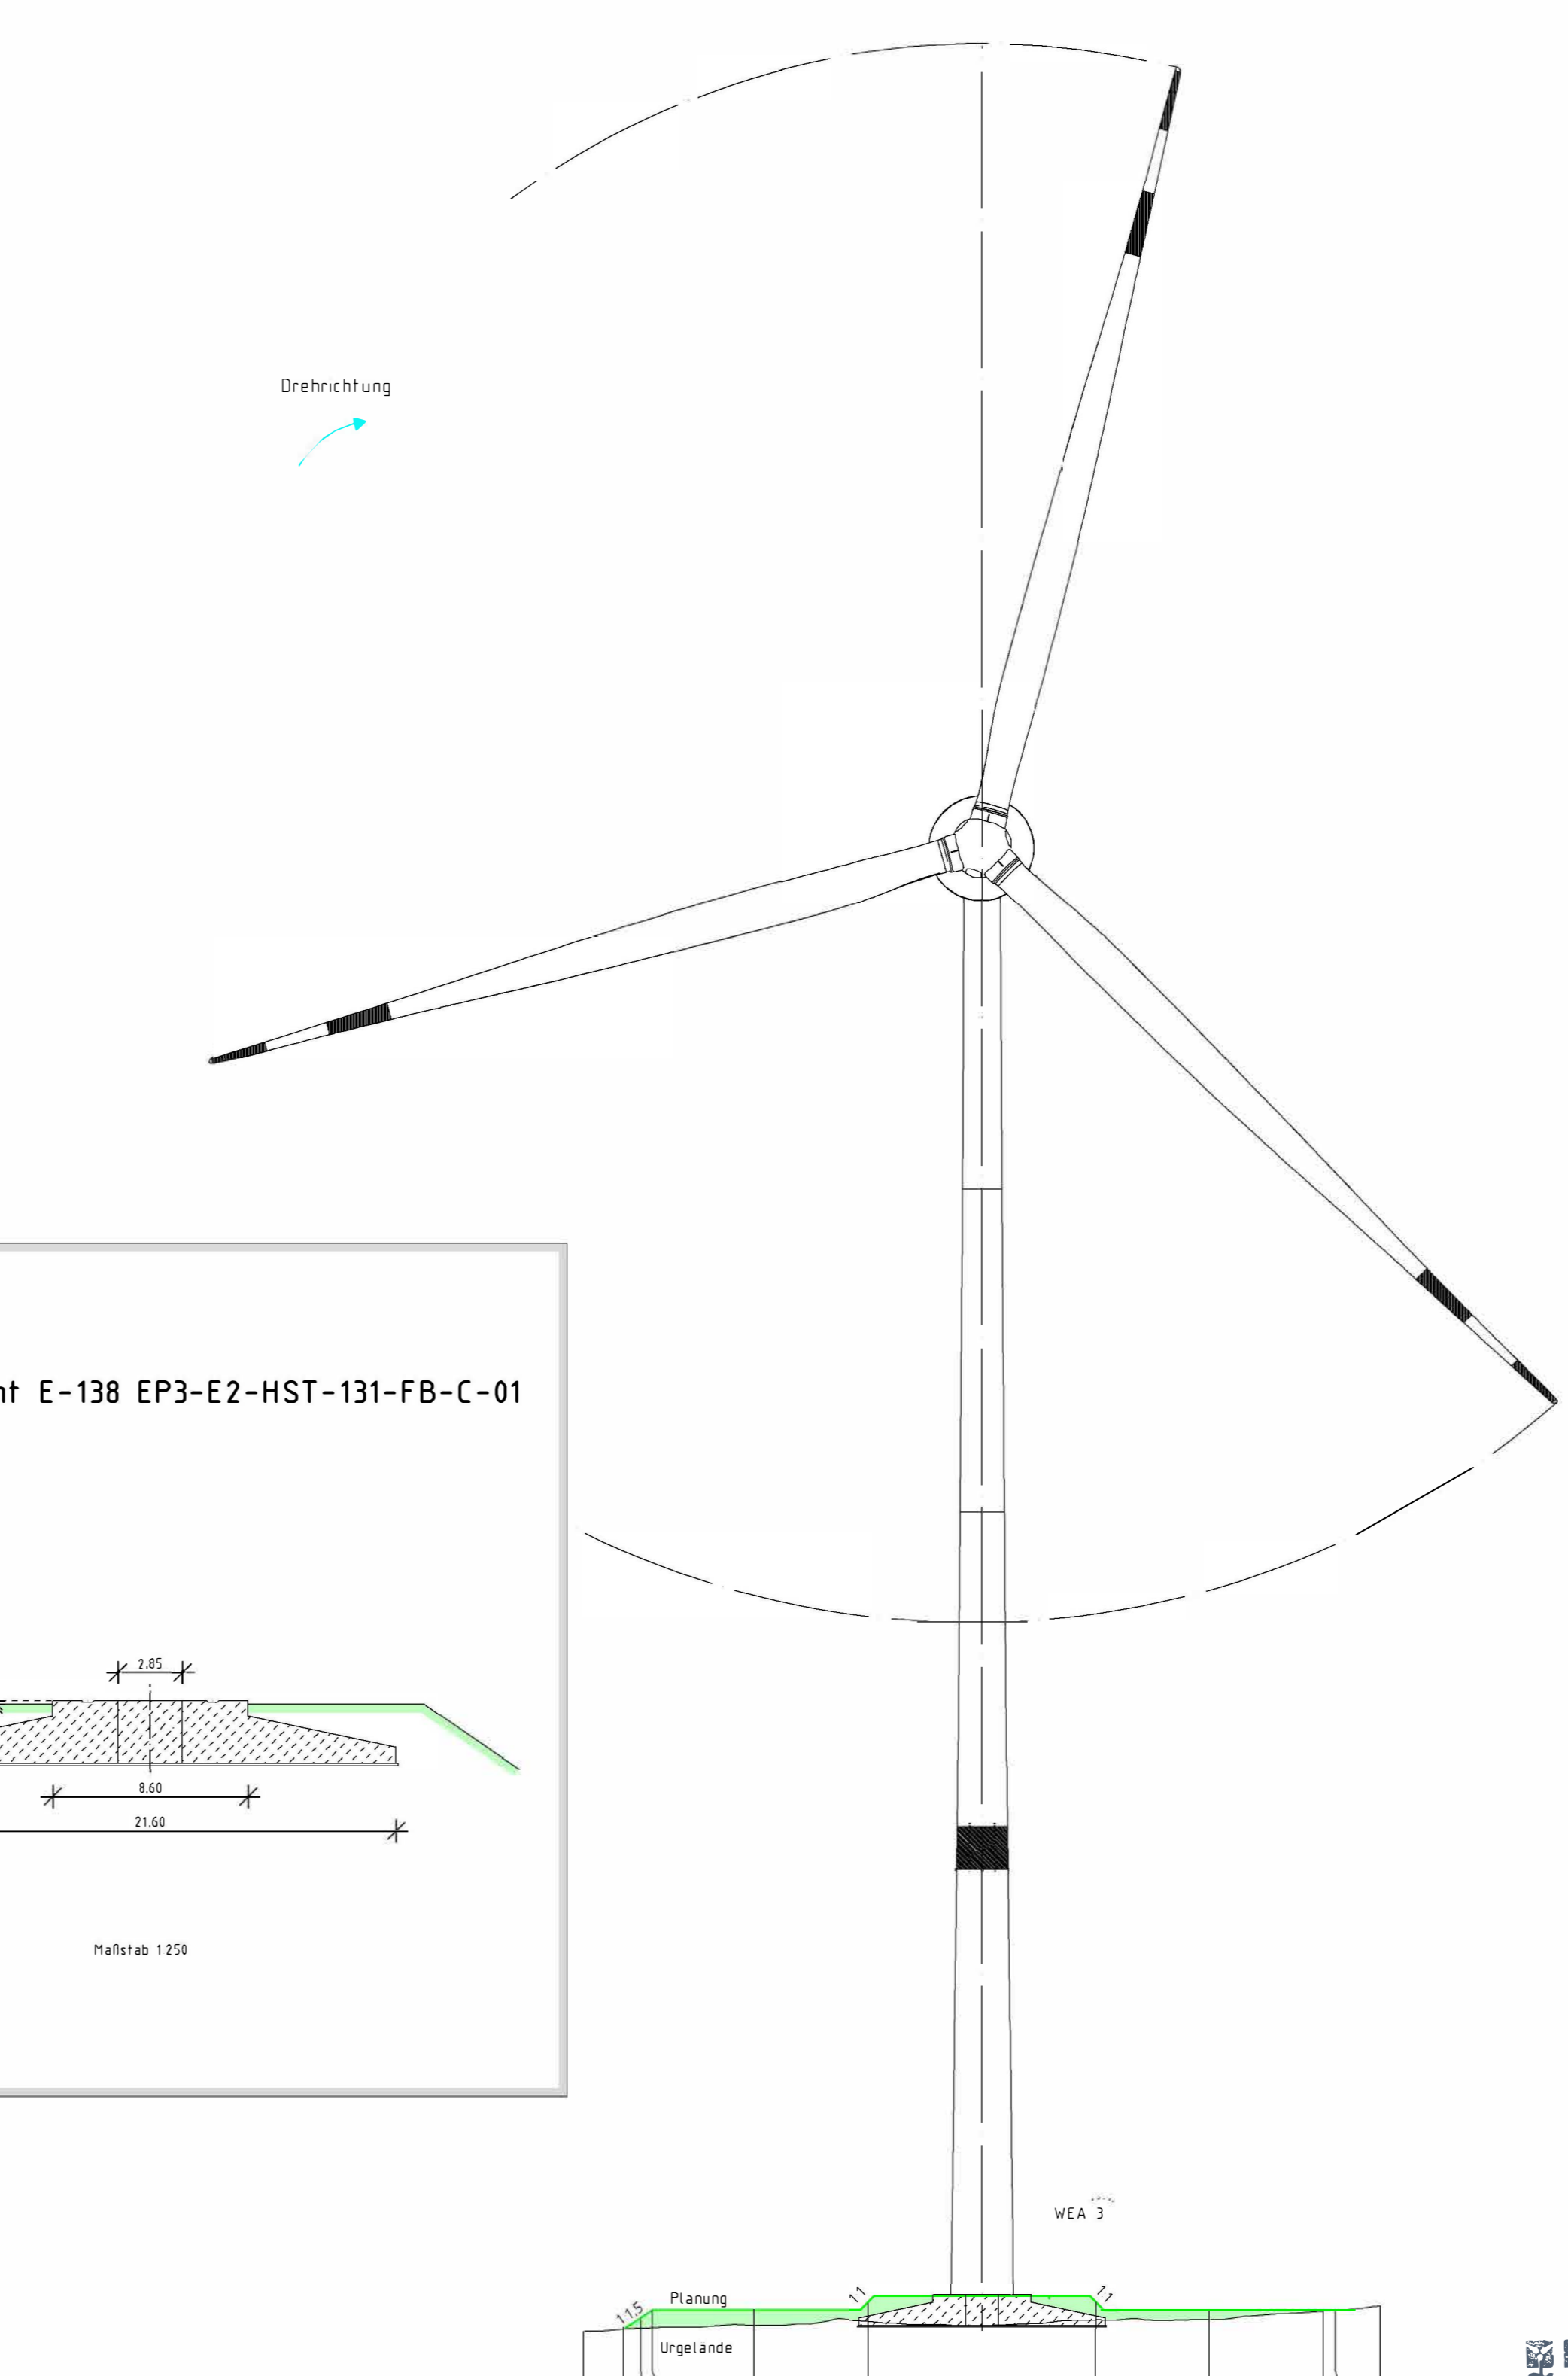 Drehrichtung
nt E-138 EP3-E2-HST-131-FB-C-01
2,85
8,60
21,60
Maßstab 1:250
WEA 3
1:1
1:1
Planung
1:1,5
Urgelände